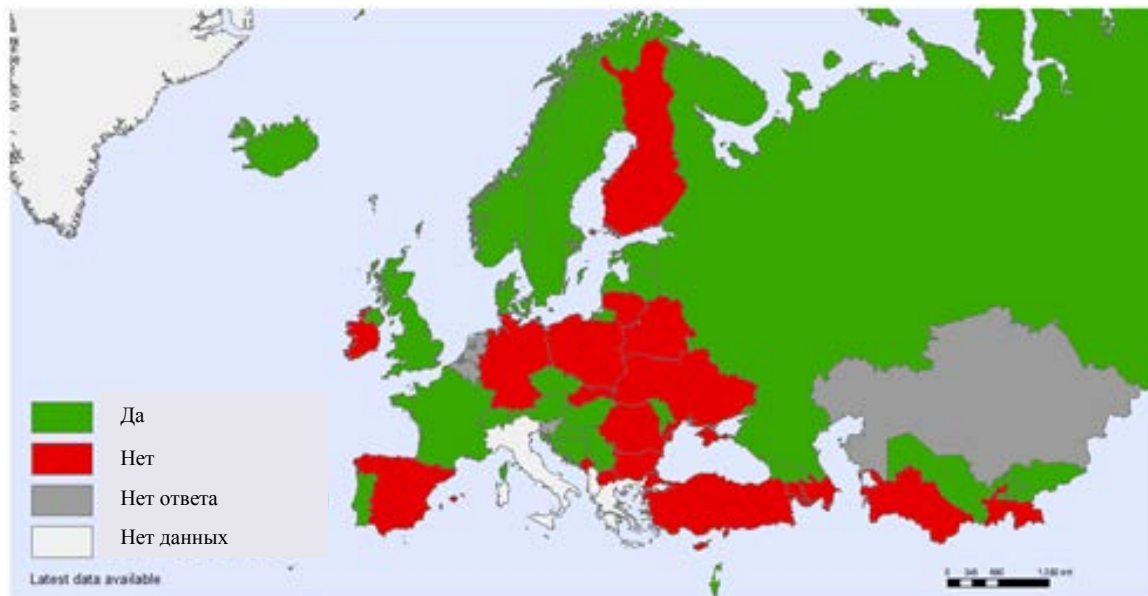 Да
Нет
Нет ответа
Нет данных
Latest data available